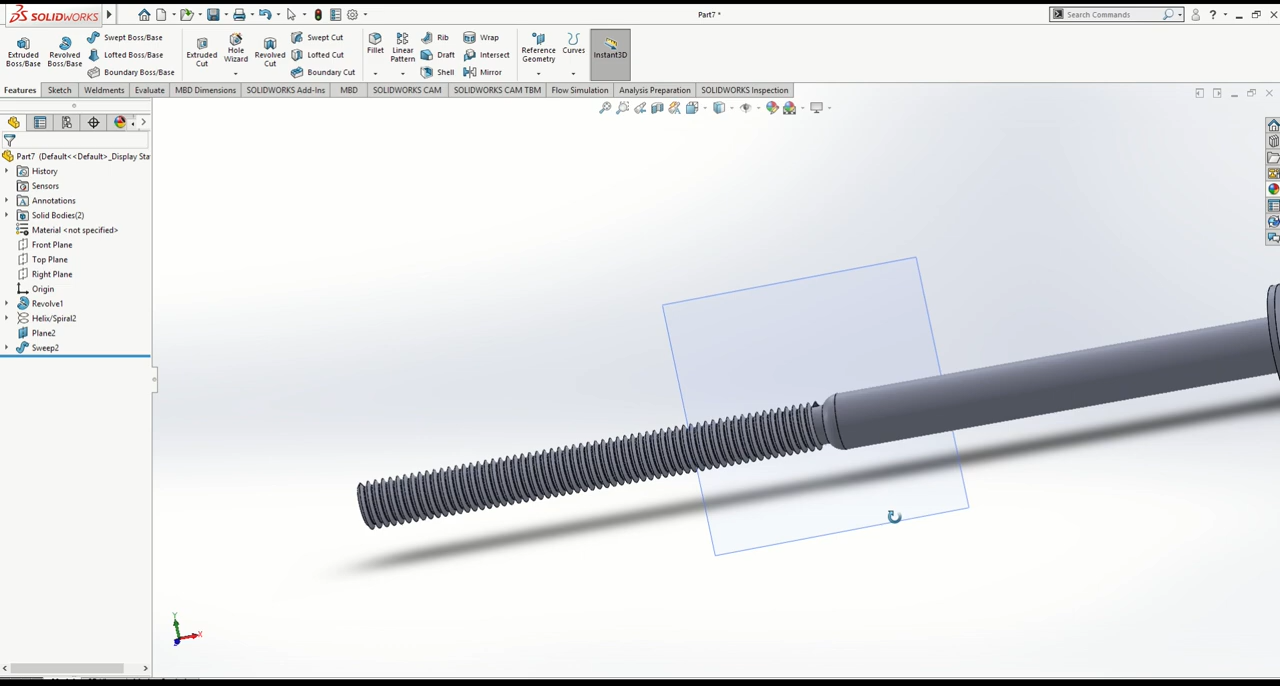 SOLIDWORKS
Part7 *
Search Commands
Extruded Boss/Base
Revolved Boss/Base
Swept Boss/Base
Lofted Boss/Base
Boundary Boss/Base
Extruded Cut
Hole Wizard
Revolved Cut
Swept Cut
Lofted Cut
Boundary Cut
Fillet
Linear Pattern
Rib
Draft
Shell
Wrap
Intersect
Mirror
Reference Geometry
Curves
Instant3D
Features
Sketch
Weldments
Evaluate
MBD Dimensions
SOLIDWORKS Add-Ins
MBD
SOLIDWORKS CAM
SOLIDWORKS CAM TBM
Flow Simulation
Analysis Preparation
SOLIDWORKS Inspection
Part7 (Default<<Default>_Display Sta
History
Sensors
Annotations
Solid Bodies(2)
Material <not specified>
Front Plane
Top Plane
Right Plane
Origin
Revolve1
Helix/Spiral2
Plane2
Sweep2
Y
X